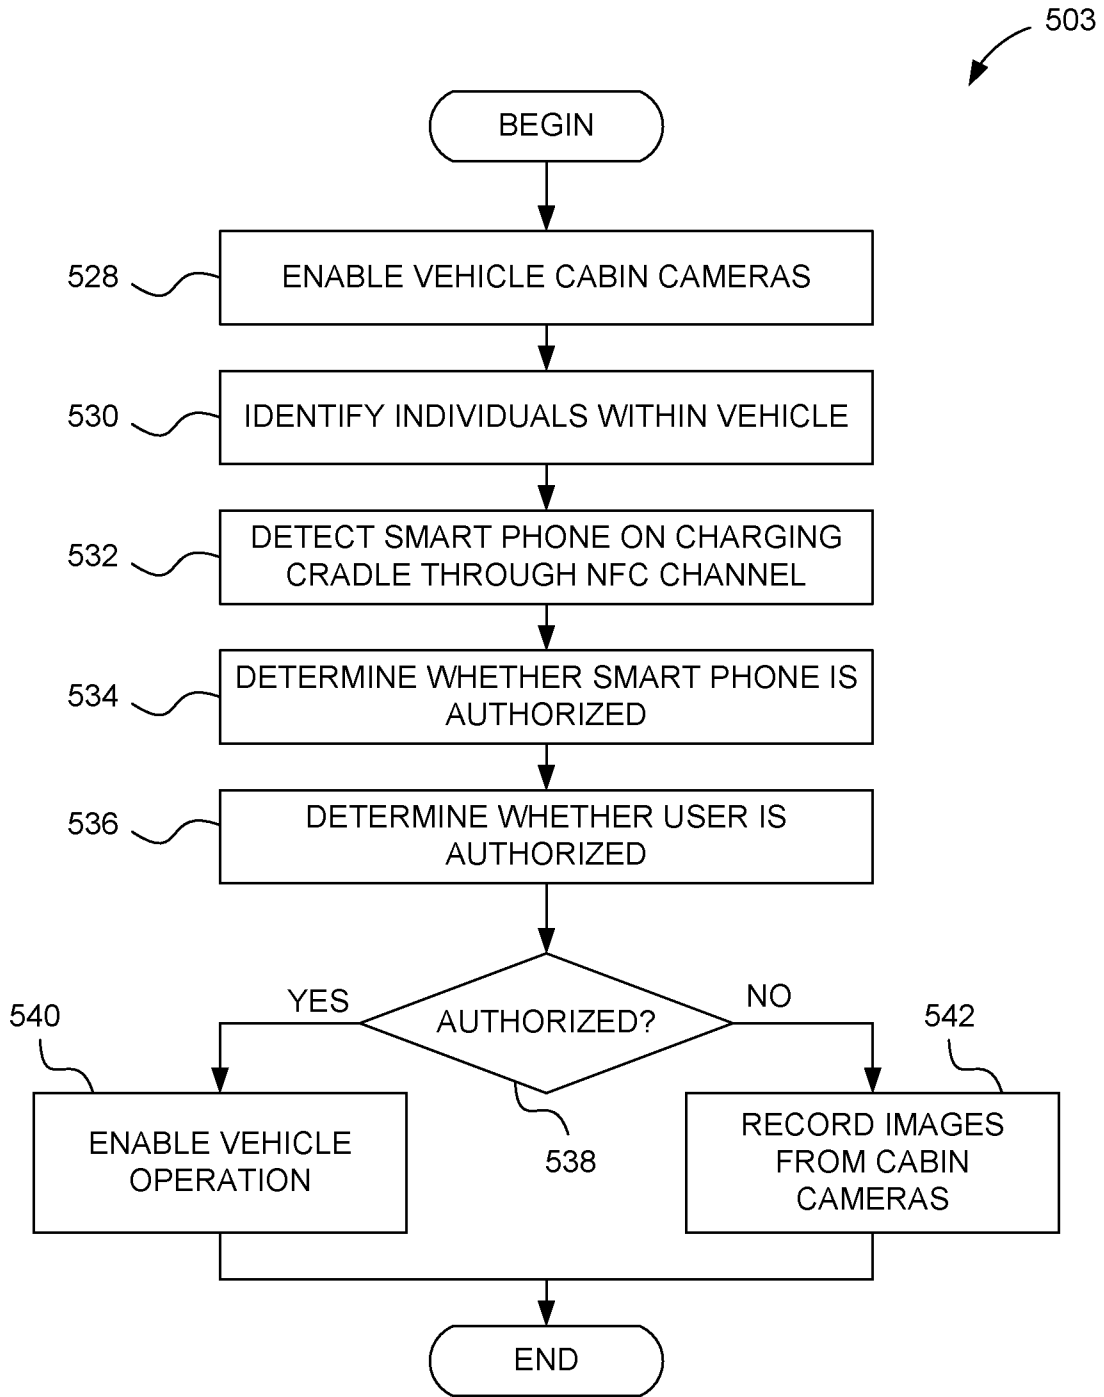 503
BEGIN
528
ENABLE VEHICLE CABIN CAMERAS
530
IDENTIFY INDIVIDUALS WITHIN VEHICLE
532
DETECT SMART PHONE ON CHARGING
CRADLE THROUGH NFC CHANNEL
534
DETERMINE WHETHER SMART PHONE IS
AUTHORIZED
536
DETERMINE WHETHER USER IS
AUTHORIZED
YES
AUTHORIZED?
NO
538
540
ENABLE VEHICLE
OPERATION
542
RECORD IMAGES
FROM CABIN
CAMERAS
END